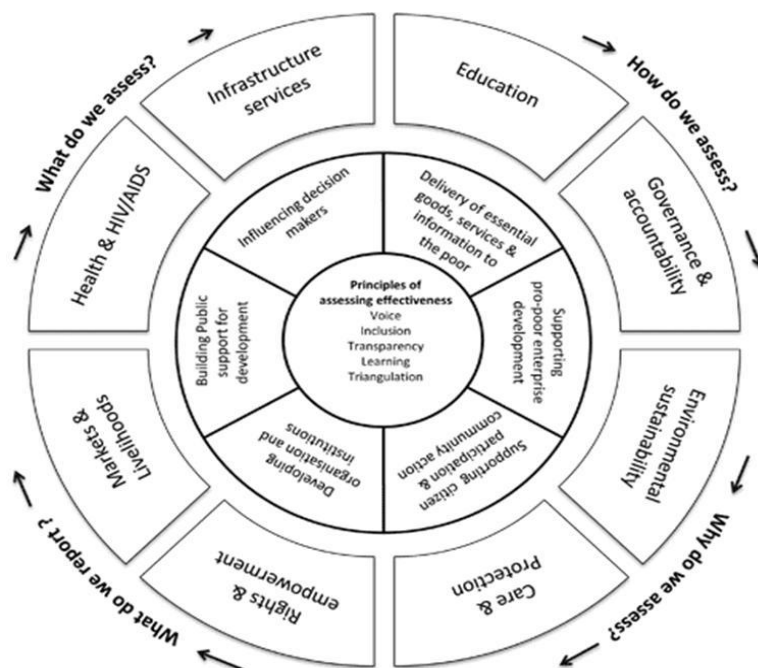 What do we assess?
How do we assess?
Why do we assess?
What do we report ?
Infrastructure
services
Education
Governance &
accountability
Environmental
sustainability
Care &
Protection
Rights &
empowerment
Markets &
Livelihoods
Health & HIV/AIDS
Influencing decision
makers
Delivery of essential
goods, services &
information to
the poor
Supporting
pro-poor enterprise
development
Supporting citizen
participation &
community action
Developing
organisation and
institutions
Building Public
support for
development
Principles of
assessing effectiveness
Voice
Inclusion
Transparency
Learning
Triangulation